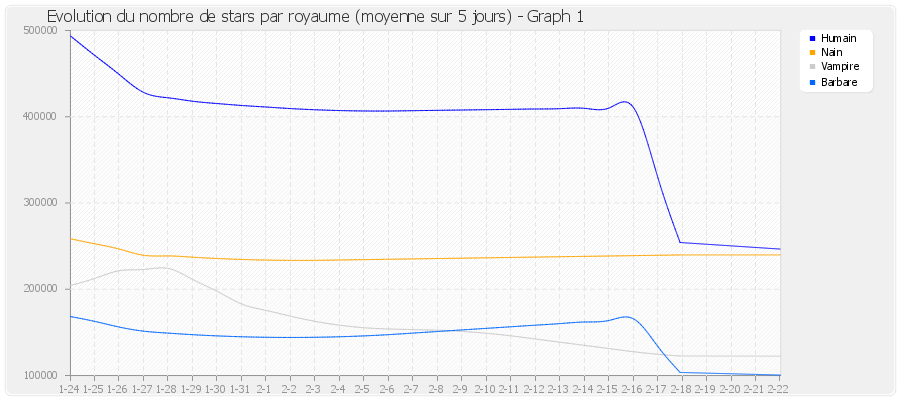 Evolution du nombre de stars par royaume (moyenne sur 5 jours) - Graph 1
500000
400000
300000
200000
100000
1-24 1-25 1-26 1-27 1-28 1-29 1-30 1-31 2-1 2-2 2-3 2-4 2-5 2-6 2-7 2-8 2-9 2-10 2-11 2-12 2-13 2-14 2-15 2-16 2-17 2-18 2-19 2-20 2-21 2-22
Humain
Nain
Vampire
Barbare